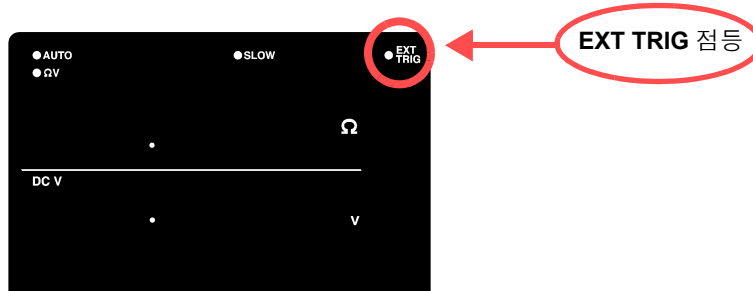 EXT TRIG 점등
● AUTO ● SLOW ● EXT TRIG
● ΩV
Ω
DC V
V